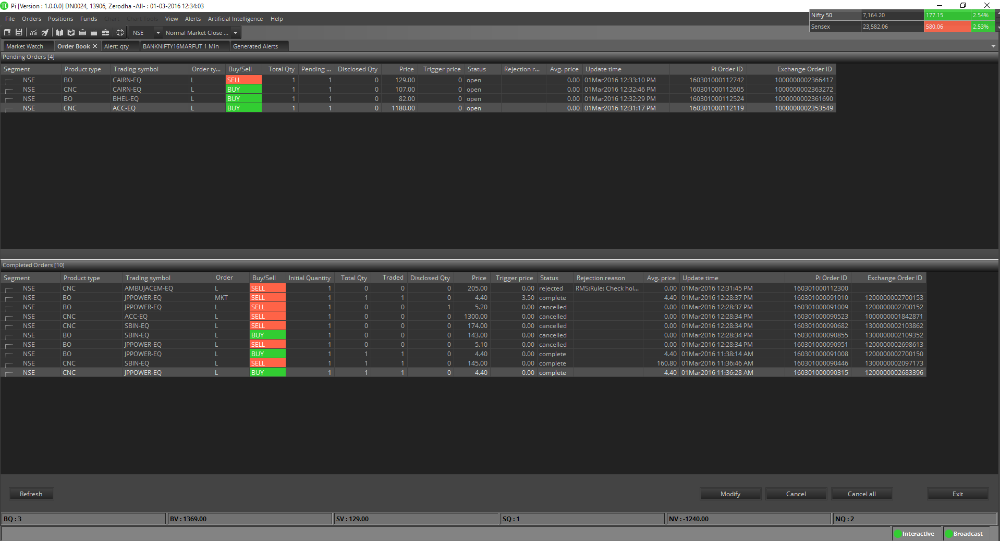 Pi [Version : 1.0.0.0] DN0024, 13906, Zerodha -All- : 01-03-2016 12:34:03
File Orders Positions Funds Chart Chart Tools View Alerts Artificial Intelligence Help
Nifty 50 7,164.20 177.15 2.54%
Sensex 23,582.06 580.06 2.53%
NSE Normal Market Close ...
Market Watch Order Book Alert: qty BANKNIFTY16MARFUT 1 Min Generated Alerts
Pending Orders [4]
Segment Product type Trading symbol Order ty... Buy/Sell Total Qty Pending ... Disclosed Qty Price Trigger price Status Rejection r... Avg. price Update time Pi Order ID Exchange Order ID
NSE BO CAIRN-EQ L SELL 1 1 0 129.00 0 open 0.00 01Mar2016 12:33:10 PM 160301000112742 1000000002366417
NSE CNC CAIRN-EQ L BUY 1 1 0 107.00 0 open 0.00 01Mar2016 12:32:46 PM 160301000112605 1000000002363272
NSE BO BHEL-EQ L BUY 1 1 0 82.00 0 open 0.00 01Mar2016 12:32:29 PM 160301000112524 1000000002361690
NSE CNC ACC-EQ L BUY 1 1 0 1180.00 0 open 0.00 01Mar2016 12:31:17 PM 160301000112119 1000000002353549
Completed Orders [10]
Segment Product type Trading symbol Order Buy/Sell Initial Quantity Total Qty Traded Disclosed Qty Price Trigger price Status Rejection reason Avg. price Update time Pi Order ID Exchange Order ID
NSE CNC AMBUJACEM-EQ L SELL 1 0 0 0 205.00 0.00 rejected RMS:Rule: Check hol... 0.00 01Mar2016 12:31:45 PM 160301000112300
NSE BO JPPOWER-EQ MKT SELL 1 1 1 0 4.40 3.50 complete 4.40 01Mar2016 12:28:37 PM 160301000091010 1200000002700153
NSE BO JPPOWER-EQ L SELL 1 0 0 1 5.20 0.00 cancelled 0.00 01Mar2016 12:28:37 PM 160301000091009 1200000002700152
NSE CNC ACC-EQ L SELL 1 0 0 0 1300.00 0.00 cancelled 0.00 01Mar2016 12:28:34 PM 160301000090523 1000000001842871
NSE CNC SBIN-EQ L SELL 1 0 0 0 174.00 0.00 cancelled 0.00 01Mar2016 12:28:34 PM 160301000090682 1300000002103862
NSE BO SBIN-EQ L BUY 1 0 0 0 143.00 0.00 cancelled 0.00 01Mar2016 12:28:34 PM 160301000090855 1300000002109352
NSE BO JPPOWER-EQ L SELL 1 0 0 0 5.10 0.00 cancelled 0.00 01Mar2016 12:28:34 PM 160301000090951 1200000002698613
NSE BO JPPOWER-EQ L BUY 1 1 1 0 4.40 0.00 complete 4.40 01Mar2016 11:38:14 AM 160301000091008 1200000002700150
NSE CNC SBIN-EQ L SELL 1 1 1 0 145.00 0.00 complete 160.80 01Mar2016 11:36:46 AM 160301000090446 1300000002097173
NSE CNC JPPOWER-EQ L BUY 1 1 1 0 4.40 0.00 complete 4.40 01Mar2016 11:36:28 AM 160301000090315 1200000002683396
Refresh Modify Cancel Cancel all Exit
BQ : 3 BV : 1369.00 SV : 129.00 SQ : 1 NV : -1240.00 NQ : 2
Interactive Broadcast